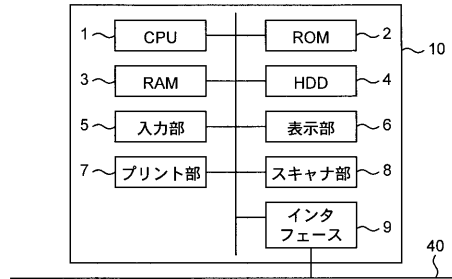 1 CPU ROM 2
10
3 RAM HDD 4
5 入力部 表示部 6
7 プリント部 スキャナ部 8
インタ
フェース 9
40